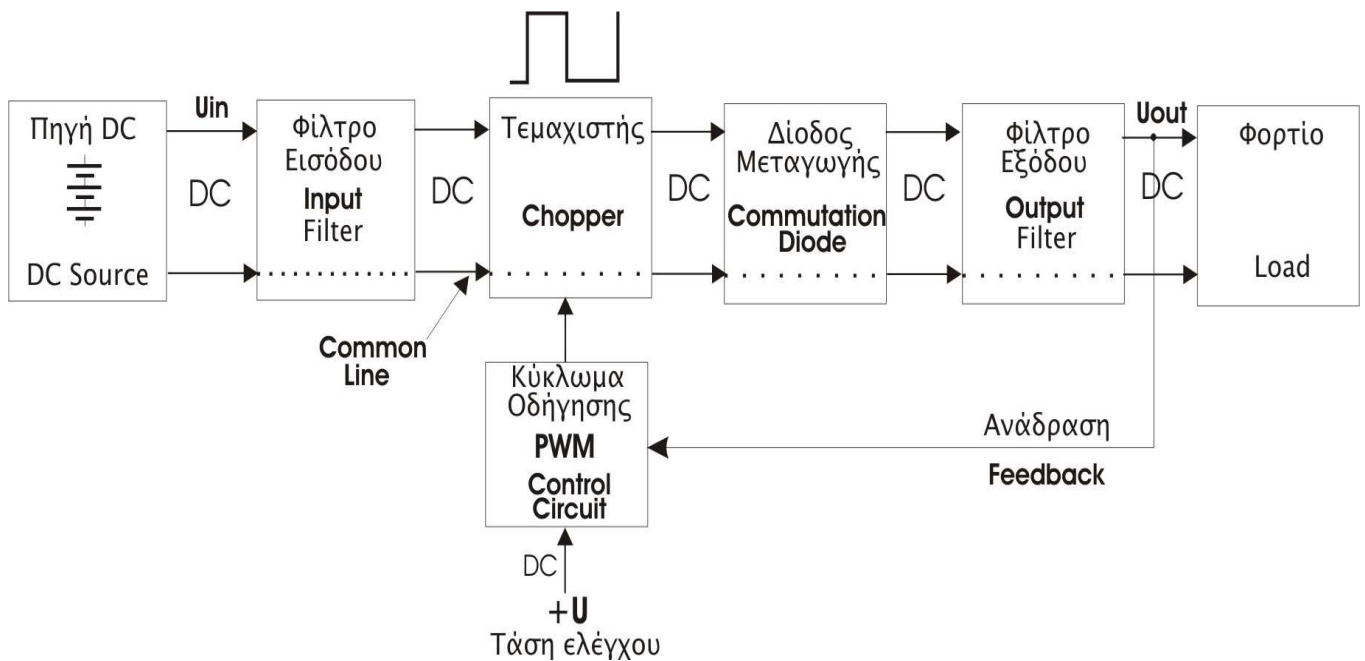 Πηγή DC
DC Source
Uin
DC
Φίλτρο
Εισόδου
Input
Filter
DC
Τεμαχιστής
Chopper
DC
Δίοδος
Μεταγωγής
Commutation
Diode
DC
Φίλτρο
Εξόδου
Output
Filter
Uout
DC
Φορτίο
Load
Common
Line
Κύκλωμα
Οδήγησης
PWM
Control
Circuit
Ανάδραση
Feedback
DC
+U
Τάση ελέγχου